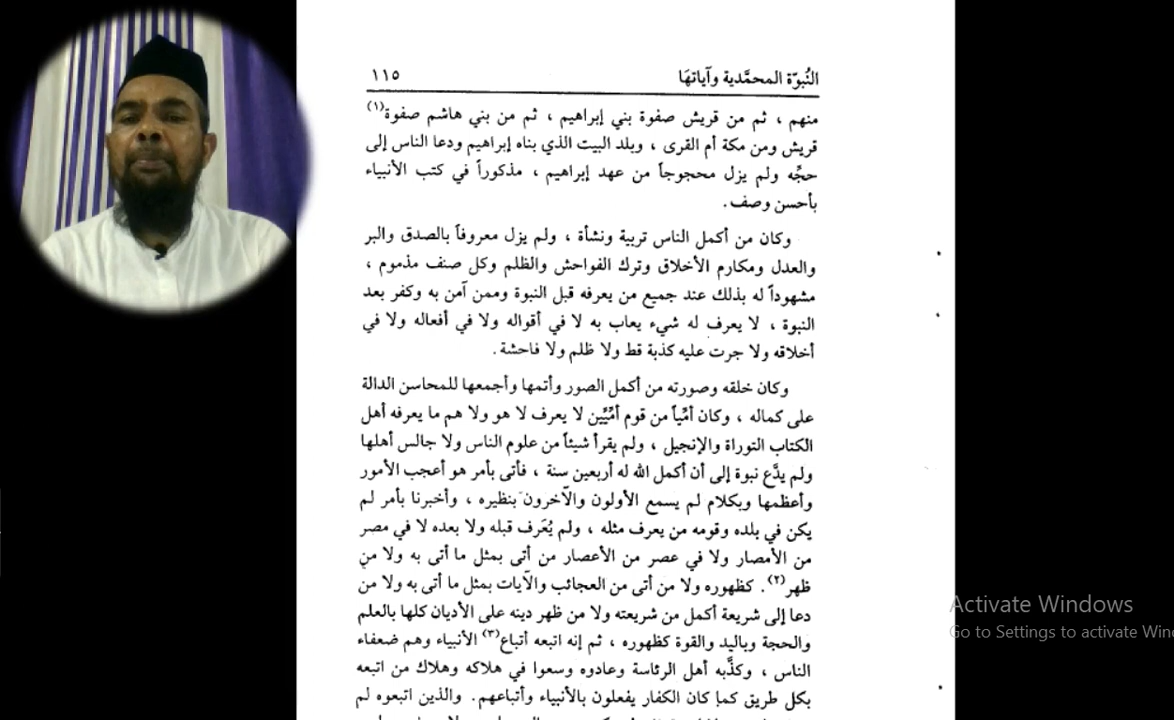 النُبوّة المحمَّدية وآياتهَا ١١٥
منهم ، ثم من قريش صفوة بني إبراهيم ، ثم من بني هاشم صفوة(١)
قريش ومن مكة أم القرى ، وبلد البيت الذي بناه إبراهيم ودعا الناس إلى
حجِّه ولم يزل محجوجاً من عهد إبراهيم ، مذكوراً في كتب الأنبياء
بأحسن وصف.
وكان من أكمل الناس تربية ونشأة ، ولم يزل معروفاً بالصدق والبر
والعدل ومكارم الأخلاق وترك الفواحش والظلم وكل صنف مذموم ،
مشهوداً له بذلك عند جميع من يعرفه قبل النبوة وممن آمن به وكفر بعد
النبوة ، لا يعرف له شيء يعاب به لا في أقواله ولا في أفعاله ولا في
أخلاقه ولا جرت عليه كذبة قط ولا ظلم ولا فاحشة.
وكان خلقه وصورته من أكمل الصور وأتمها وأجمعها للمحاسن الدالة
على كماله ، وكان أمِّياً من قوم أمِّيِّين لا يعرف لا هو ولا هم ما يعرفه أهل
الكتاب التوراة والإنجيل ، ولم يقرأ شيئاً من علوم الناس ولا جالس أهلها
ولم يدَّع نبوة إلى أن أكمل الله له أربعين سنة ، فأتى بأمر هو أعجب الأمور
وأعظمها وبكلام لم يسمع الأولون والآخرون بنظيره ، وأخبرنا بأمر لم
يكن في بلده وقومه من يعرف مثله ، ولم يُعَرف قبله ولا بعده لا في مصر
من الأمصار ولا في عصر من الأعصار من أتى بمثل ما أتى به ولا من
ظهر(٢). كظهوره ولا من أتى من العجائب والآيات بمثل ما أتى به ولا من
دعا إلى شريعة أكمل من شريعته ولا من ظهر دينه على الأديان كلها بالعلم
والحجة وباليد والقوة كظهوره ، ثم إنه اتبعه أتباع(٣) الأنبياء وهم ضعفاء
الناس ، وكذَّبه أهل الرئاسة وعادوه وسعوا في هلاكه وهلاك من اتبعه
بكل طريق كما كان الكفار يفعلون بالأنبياء وأتباعهم. والذين اتبعوه لم
Activate Windows
Go to Settings to activate Win